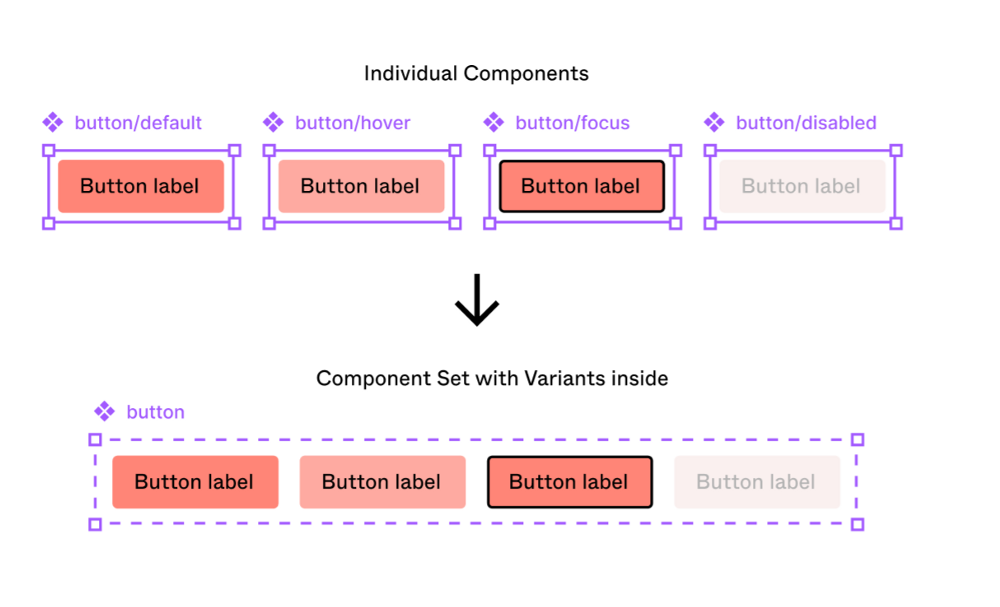 Individual Components
button/default
button/hover
button/focus
button/disabled
Button label
Button label
Button label
Button label
Component Set with Variants inside
button
Button label
Button label
Button label
Button label